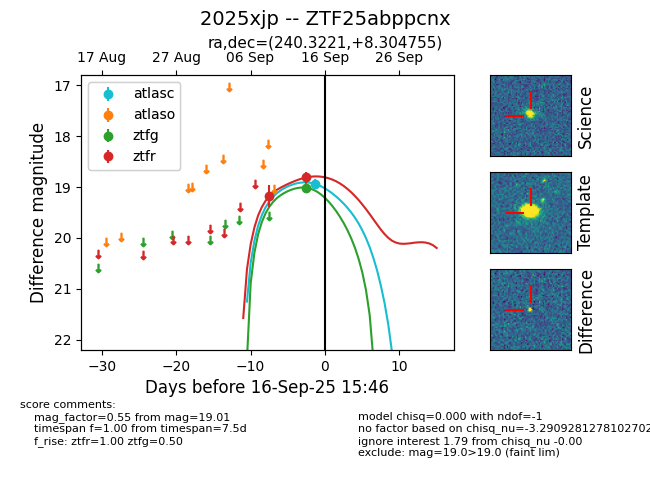 2025xjp -- ZTF25abppcnx
ra,dec=(240.3221,+8.304755)
17 Aug
27 Aug
06 Sep
16 Sep
26 Sep
atlasc
atlaso
ztfg
ztfr
17
18
19
20
21
22
Difference magnitude
−30
−20
−10
0
10
Days before 16-Sep-25 15:46
Science
Template
Difference
score comments:
mag_factor=0.55 from mag=19.01
timespan f=1.00 from timespan=7.5d
f_rise: ztfr=1.00 ztfg=0.50
model chisq=0.000 with ndof=-1
no factor based on chisq_nu=-3.2909281278102702
ignore interest 1.79 from chisq_nu -0.00
exclude: mag=19.0>19.0 (faint lim)